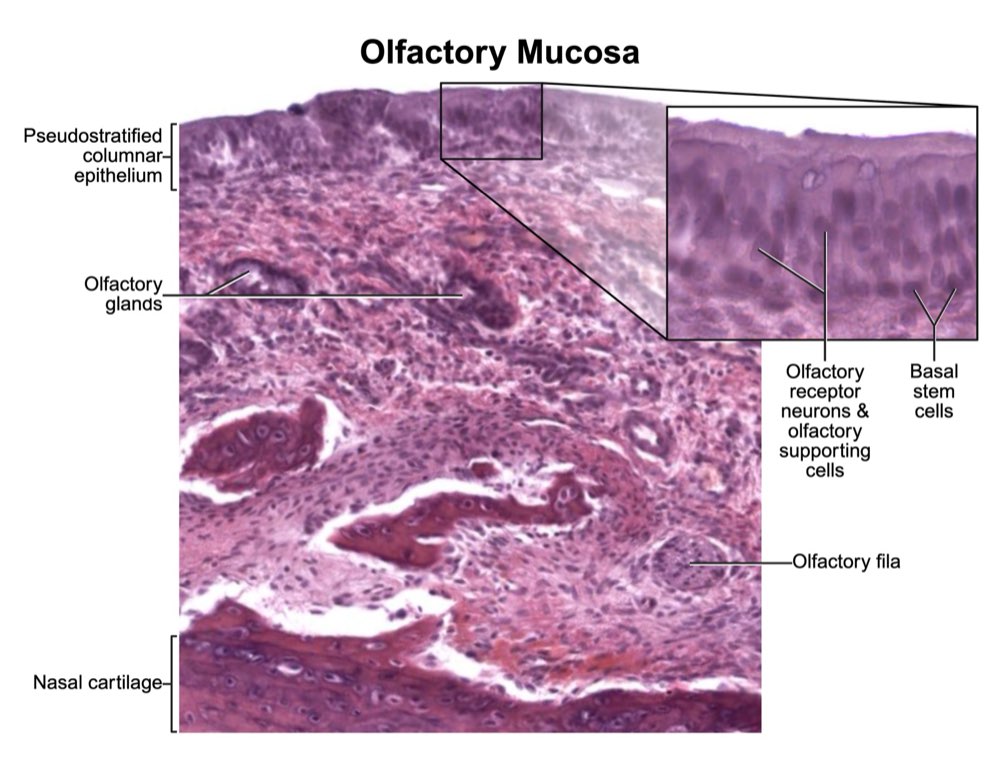 Olfactory Mucosa
Pseudostratified
columnar
epithelium
Olfactory
glands
Olfactory
receptor
neurons &
olfactory
supporting
cells
Basal
stem
cells
Olfactory fila
Nasal cartilage